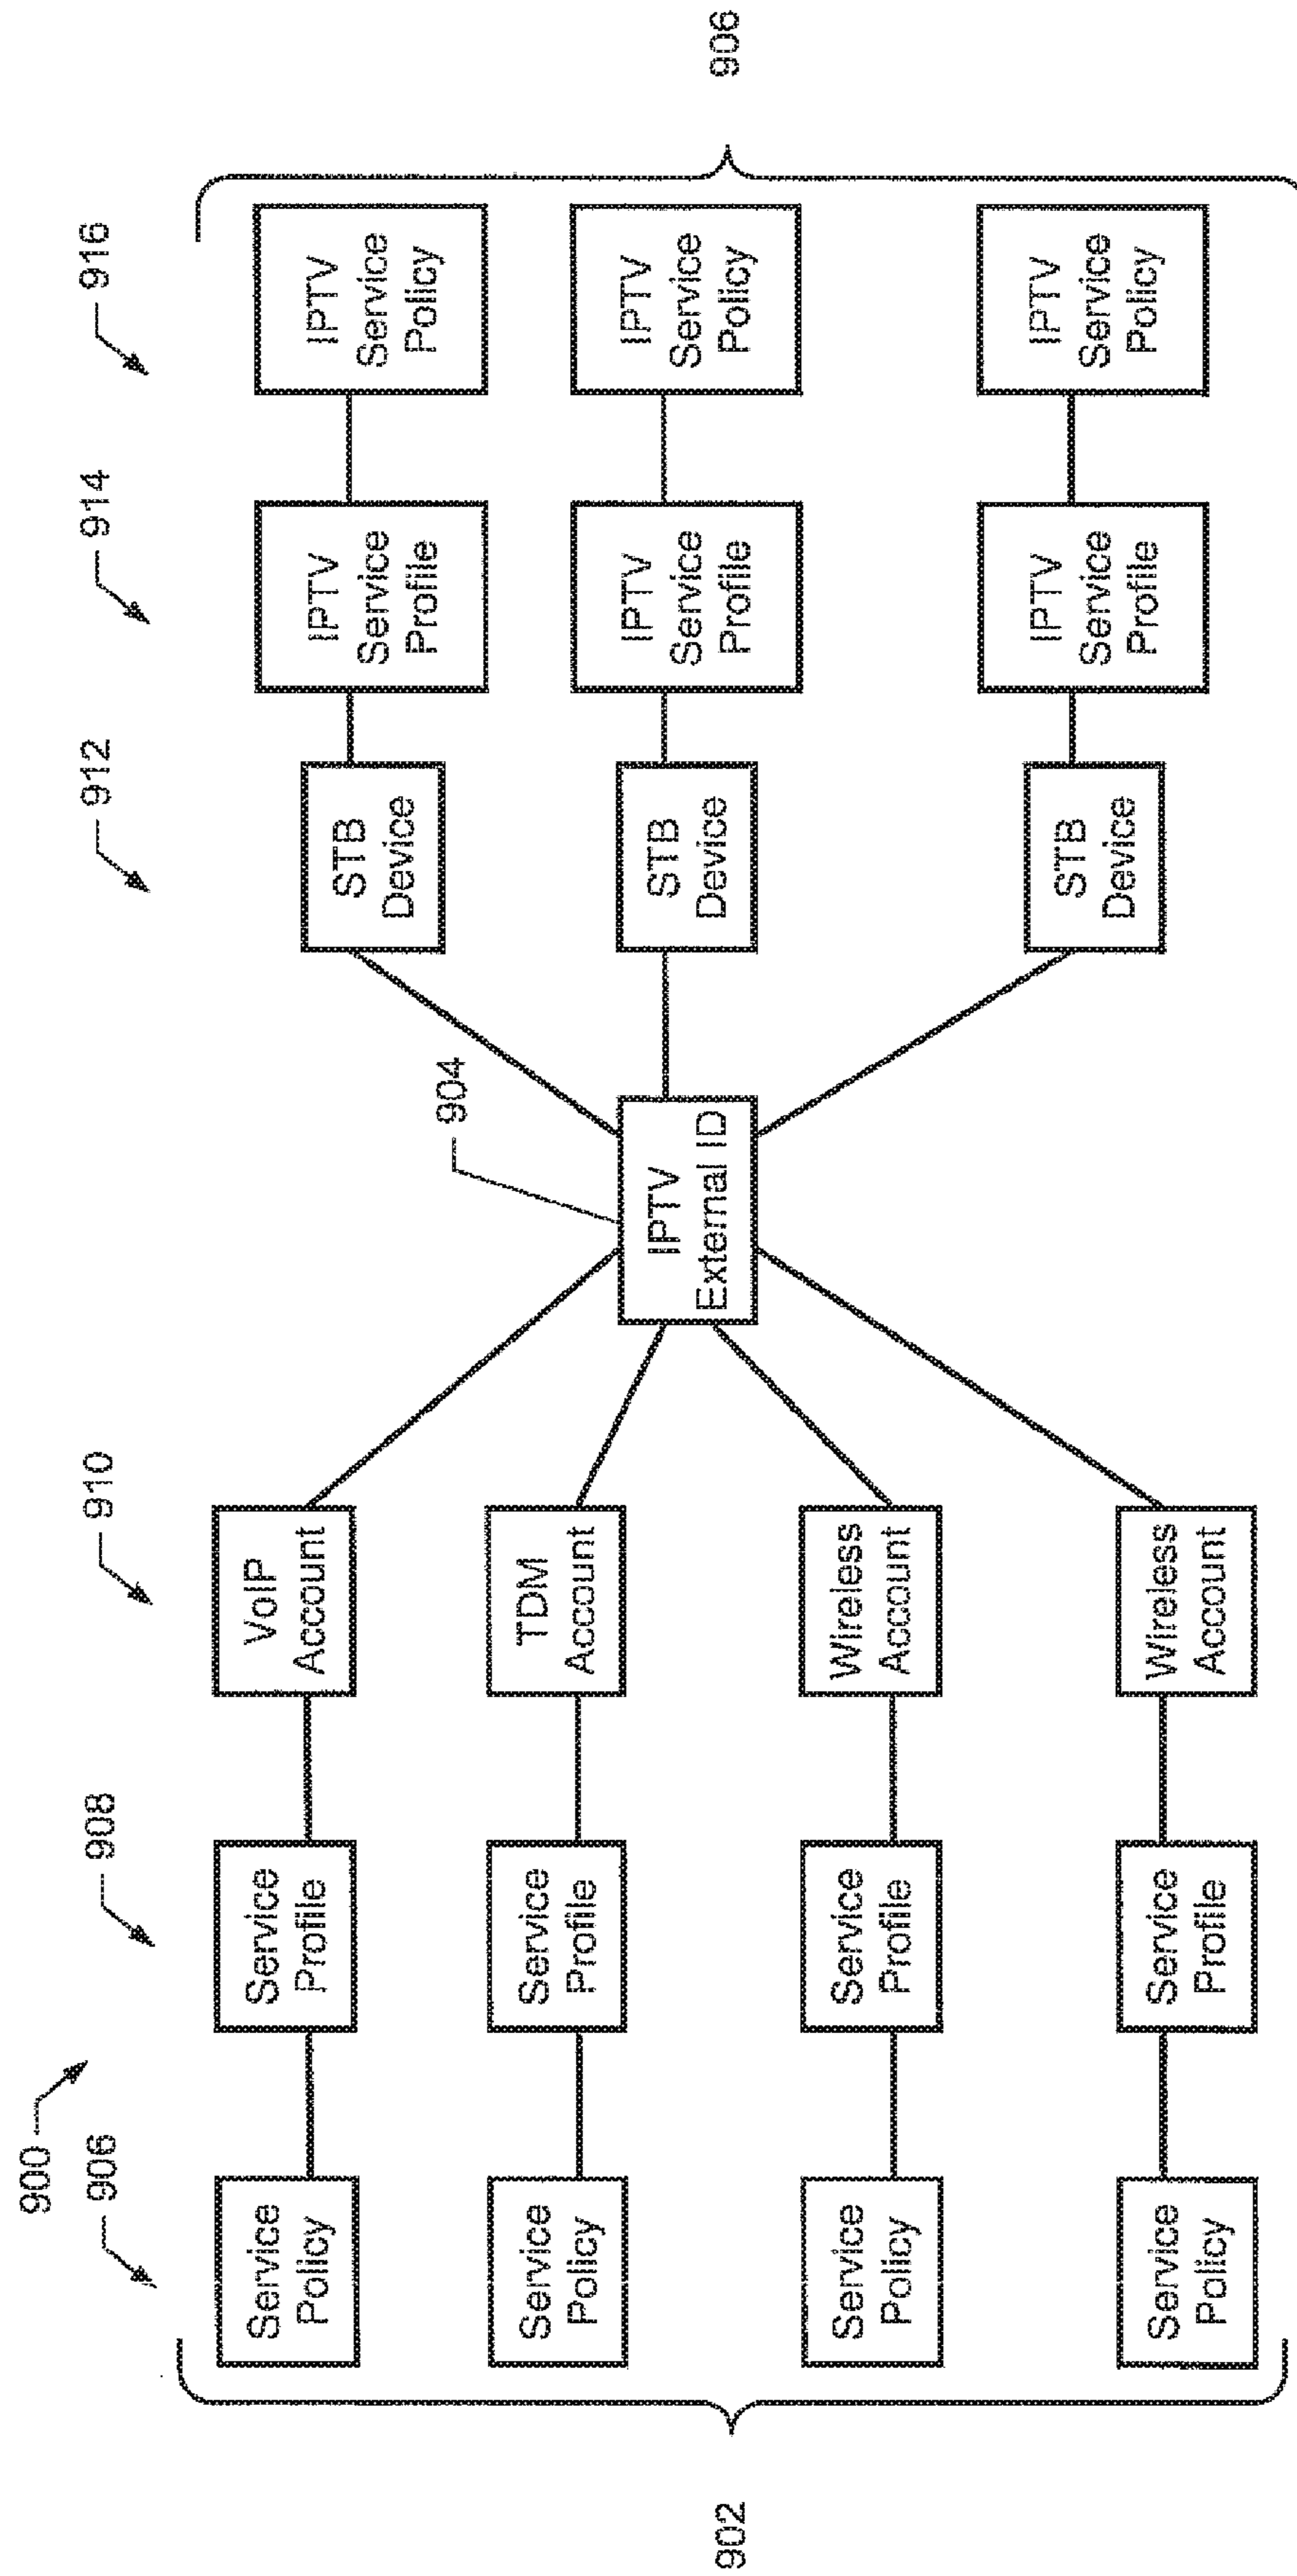 900
906
908
910
904
912
914
916
902
906
Service
Policy
Service
Profile
VoIP
Account
Service
Policy
Service
Profile
TDM
Account
Service
Policy
Service
Profile
Wireless
Account
Service
Policy
Service
Profile
Wireless
Account
IPTV
External ID
STB
Device
IPTV
Service
Profile
IPTV
Service
Policy
STB
Device
IPTV
Service
Profile
IPTV
Service
Policy
STB
Device
IPTV
Service
Profile
IPTV
Service
Policy